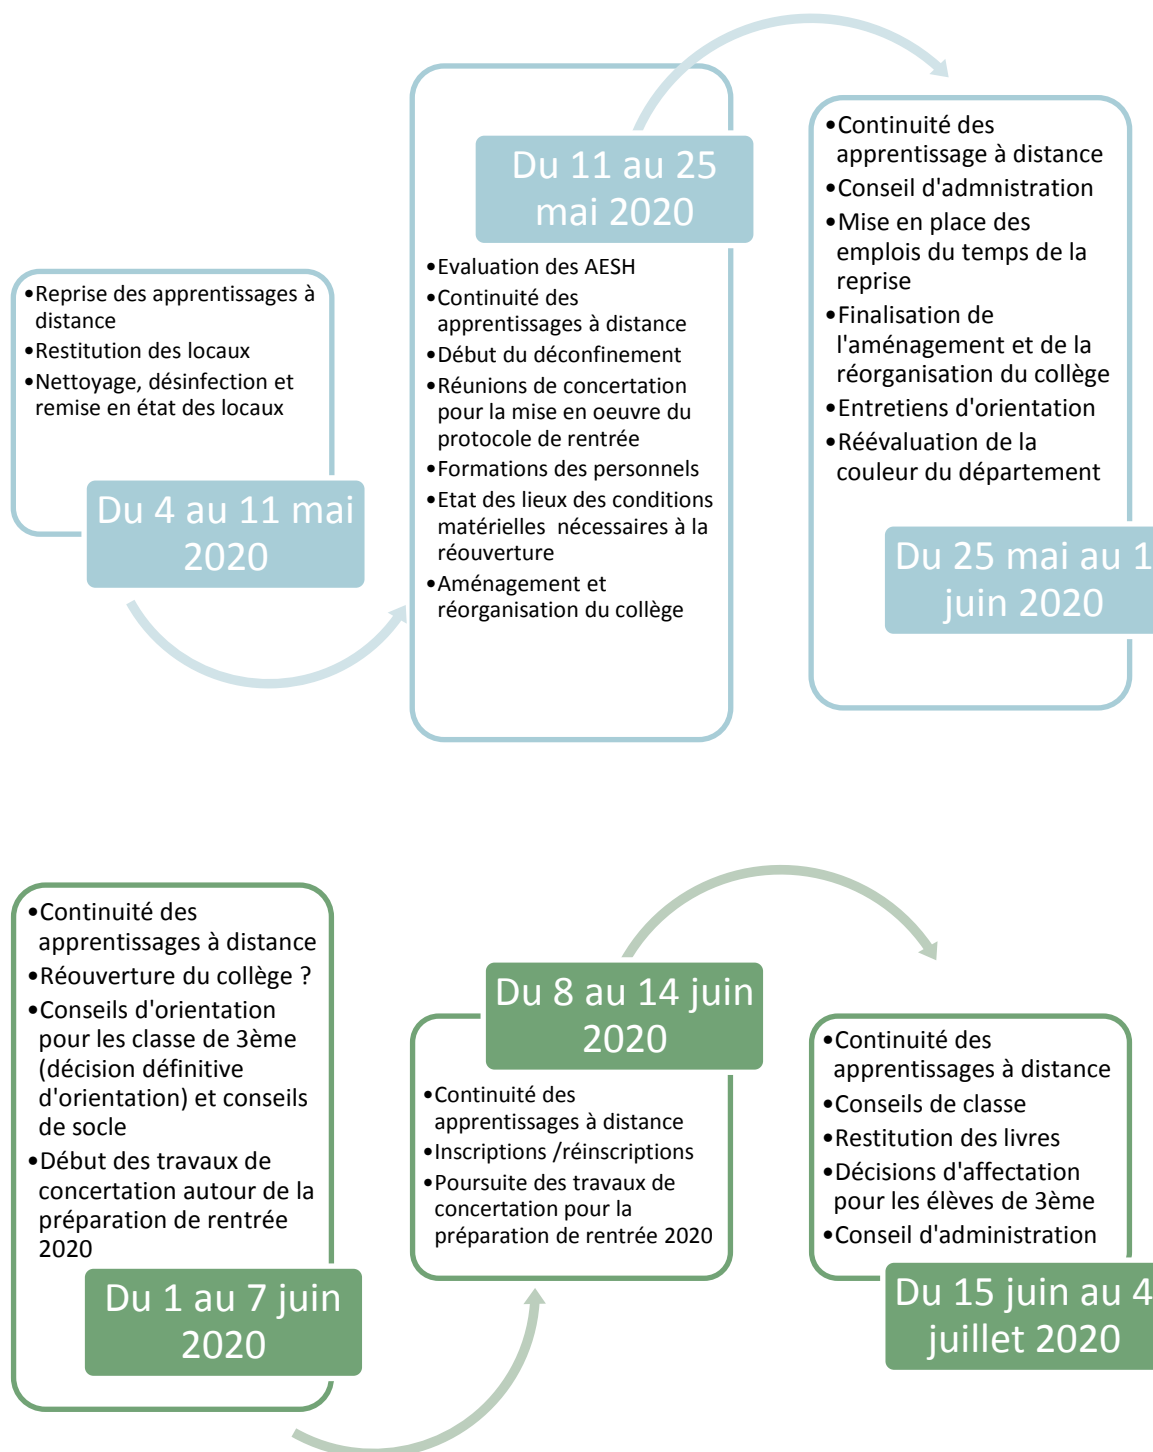 •Reprise des apprentissages à
distance
•Restitution des locaux
•Nettoyage, désinfection et
remise en état des locaux
Du 4 au 11 mai
2020
Du 11 au 25
mai 2020
•Evaluation des AESH
•Continuité des
apprentissages à distance
•Début du déconfinement
•Réunions de concertation
pour la mise en oeuvre du
protocole de rentrée
•Formations des personnels
•Etat des lieux des conditions
matérielles nécessaires à la
réouverture
•Aménagement et
réorganisation du collège
•Continuité des
apprentissage à distance
•Conseil d'admnistration
•Mise en place des
emplois du temps de la
reprise
•Finalisation de
l'aménagement et de la
réorganisation du collège
•Entretiens d'orientation
•Réévaluation de la
couleur du département
Du 25 mai au 1
juin 2020
•Continuité des
apprentissages à distance
•Réouverture du collège ?
•Conseils d'orientation
pour les classe de 3ème
(décision définitive
d'orientation) et conseils
de socle
•Début des travaux de
concertation autour de la
préparation de rentrée
2020
Du 1 au 7 juin
2020
Du 8 au 14 juin
2020
•Continuité des
apprentissages à distance
•Inscriptions /réinscriptions
•Poursuite des travaux de
concertation pour la
préparation de rentrée 2020
•Continuité des
apprentissages à distance
•Conseils de classe
•Restitution des livres
•Décisions d'affectation
pour les élèves de 3ème
•Conseil d'administration
Du 15 juin au 4
juillet 2020